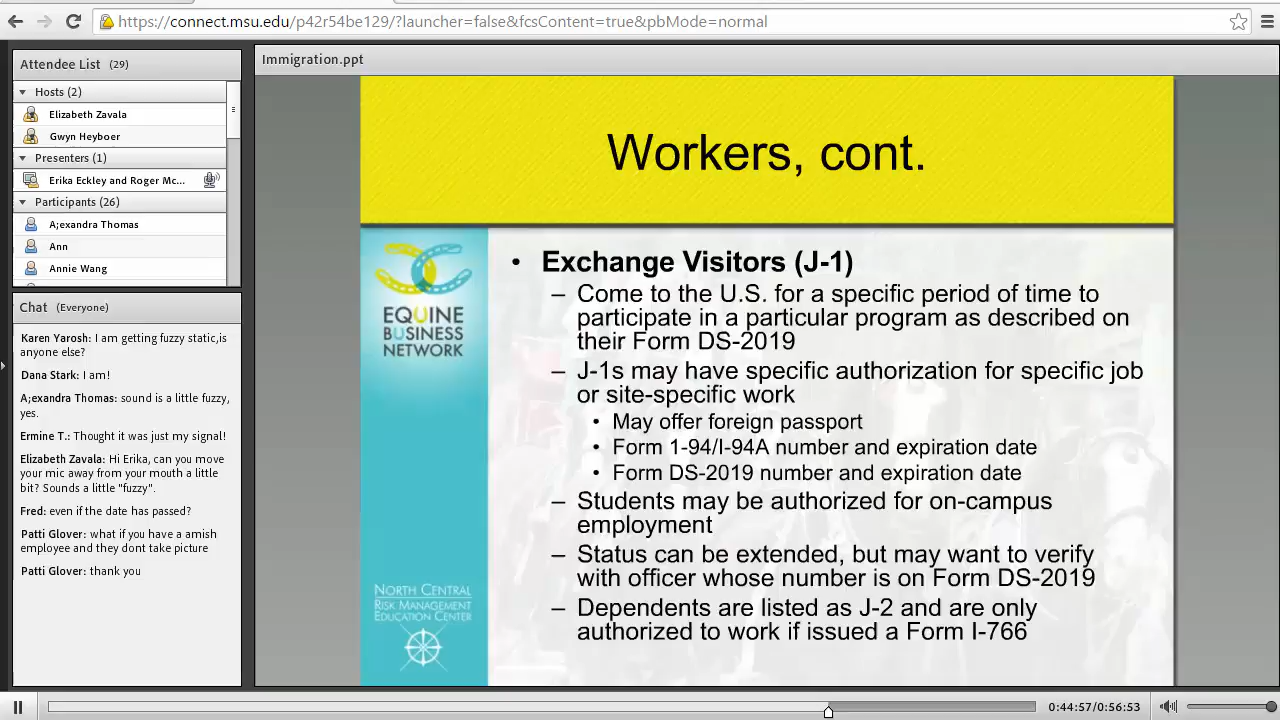 https://connect.msu.edu/p42r54be129/?launcher=false&fcsContent=true&pbMode=normal
Attendee List (29)
Hosts (2)
Elizabeth Zavala
Gwyn Heyboer
Presenters (1)
Erika Eckley and Roger Mc...
Participants (26)
A;exandra Thomas
Ann
Annie Wang
Chat (Everyone)
Karen Yarosh: I am getting fuzzy static,is
anyone else?
Dana Stark: I am!
A;exandra Thomas: sound is a little fuzzy,
yes.
Ermine T.: Thought it was just my signal!
Elizabeth Zavala: Hi Erika, can you move
your mic away from your mouth a little
bit? Sounds a little "fuzzy".
Fred: even if the date has passed?
Patti Glover: what if you have a amish
employee and they dont take picture
Patti Glover: thank you
Immigration.ppt
Workers, cont.
EQUINE
BUSINESS
NETWORK
NORTH CENTRAL
RISK MANAGEMENT
EDUCATION CENTER
• Exchange Visitors (J-1)
– Come to the U.S. for a specific period of time to
participate in a particular program as described on
their Form DS-2019
– J-1s may have specific authorization for specific job
or site-specific work
• May offer foreign passport
• Form 1-94/I-94A number and expiration date
• Form DS-2019 number and expiration date
– Students may be authorized for on-campus
employment
– Status can be extended, but may want to verify
with officer whose number is on Form DS-2019
– Dependents are listed as J-2 and are only
authorized to work if issued a Form I-766
0:44:57/0:56:53